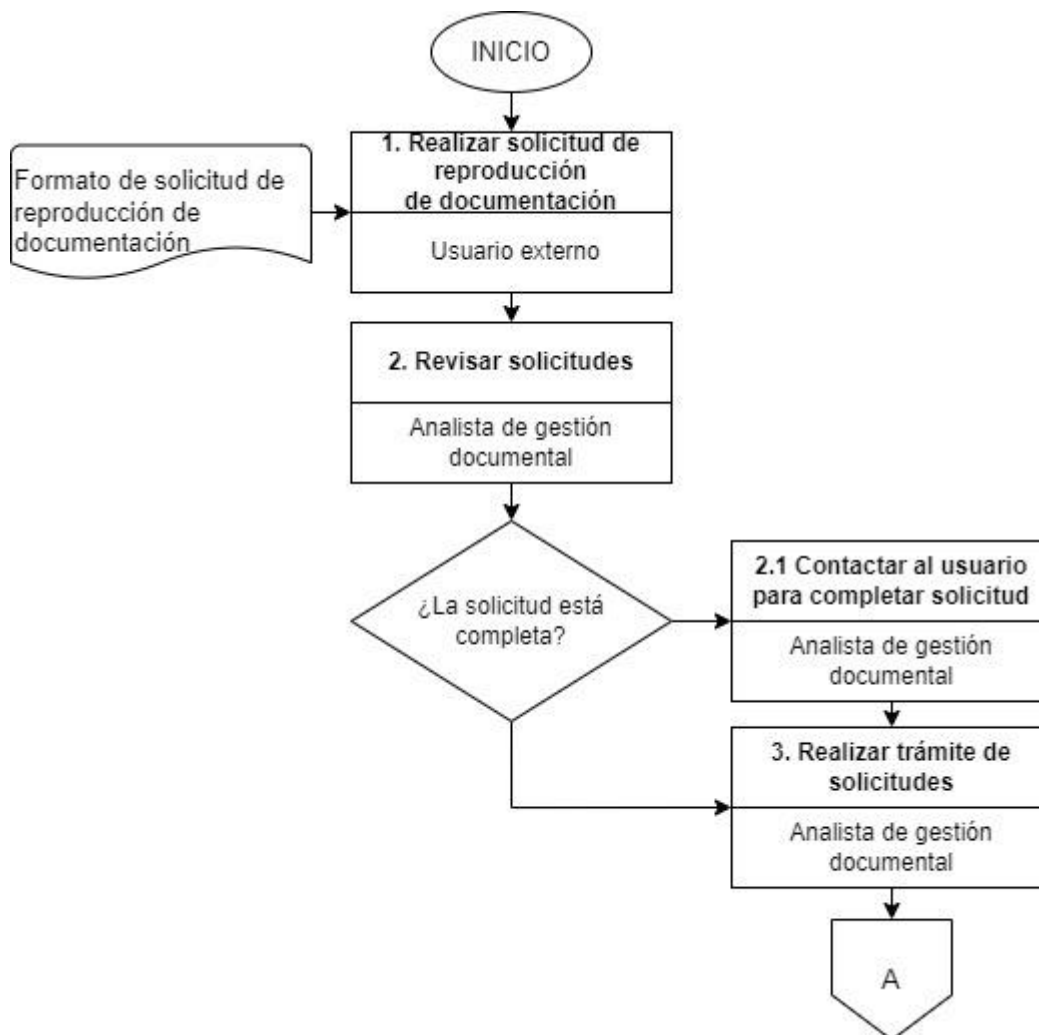 INICIO
1. Realizar solicitud de
reproducción
de documentación
Formato de solicitud de
reproducción de
documentación
Usuario externo
2. Revisar solicitudes
Analista de gestión
documental
¿La solicitud está
completa?
2.1 Contactar al usuario
para completar solicitud
Analista de gestión
documental
3. Realizar trámite de
solicitudes
Analista de gestión
documental
A